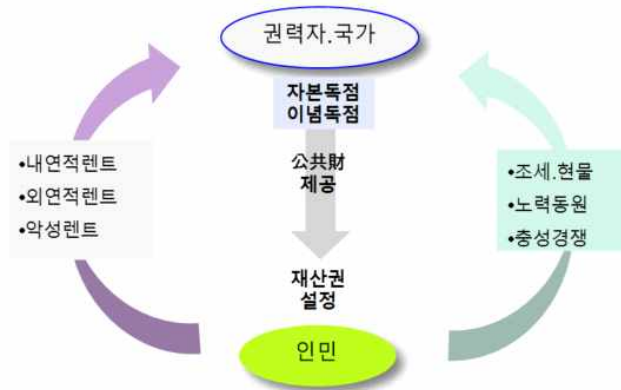 권력자.국가
자본독점
이념독점
公共財
제공
•내연적렌트
•외연적렌트
•악성렌트
•조세.현물
•노력동원
•충성경쟁
재산권
설정
인민